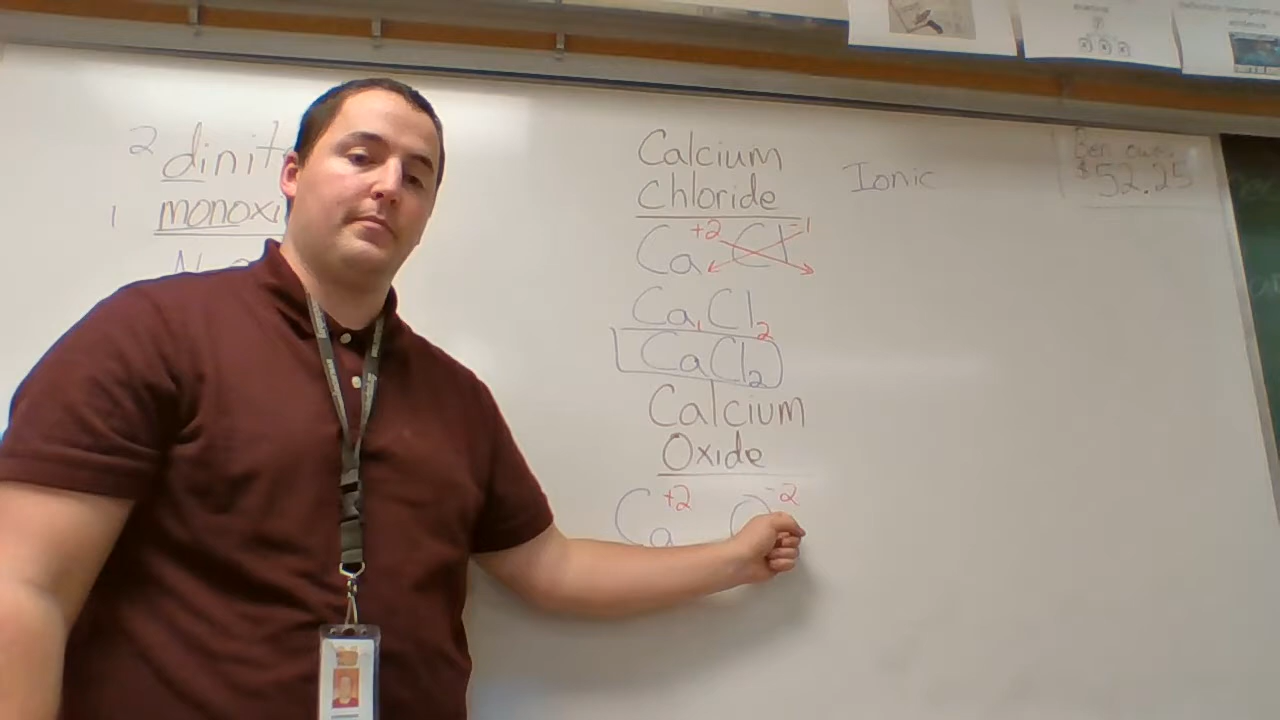 2 dinit
1 monoxi
Calcium
Chloride
Ca +2 Cl -1
Ca1Cl2
CaCl2
Calcium
Oxide
Ca +2 O -2
Ionic
Ben owes
$52.25
evidence